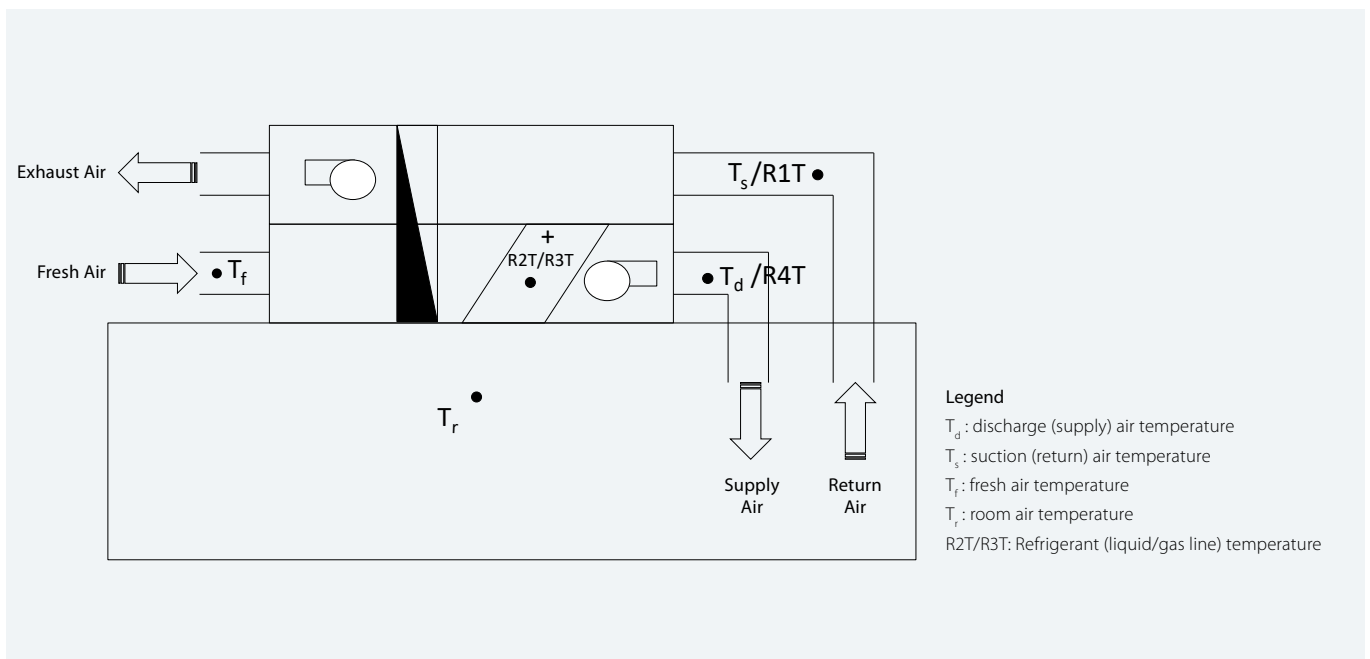 Exhaust Air
T_s/R1T
Fresh Air
T_f
+
R2T/R3T
T_d /R4T
T_r
Supply
Air
Return
Air
Legend
T_d : discharge (supply) air temperature
T_s : suction (return) air temperature
T_f : fresh air temperature
T_r : room air temperature
R2T/R3T: Refrigerant (liquid/gas line) temperature